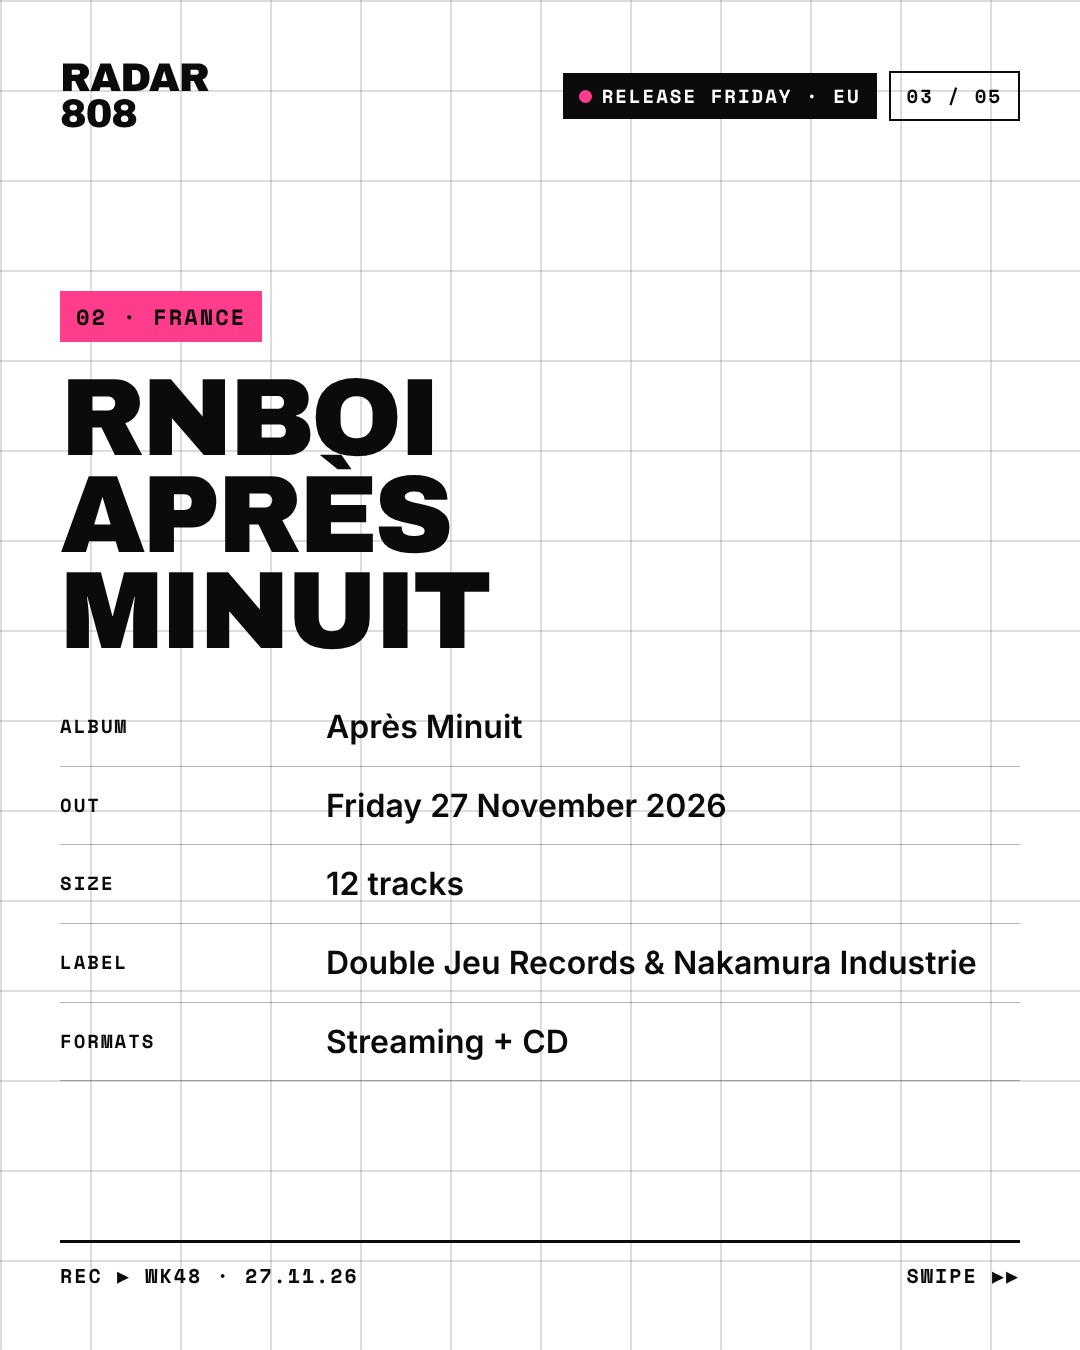 RADAR
808
RELEASE FRIDAY · EU
03 / 05
02 · FRANCE
RNBOI
APRÈS
MINUIT
ALBUM Après Minuit
OUT Friday 27 November 2026
SIZE 12 tracks
LABEL Double Jeu Records & Nakamura Industrie
FORMATS Streaming + CD
REC ▶ WK48 · 27.11.26
SWIPE ▶▶